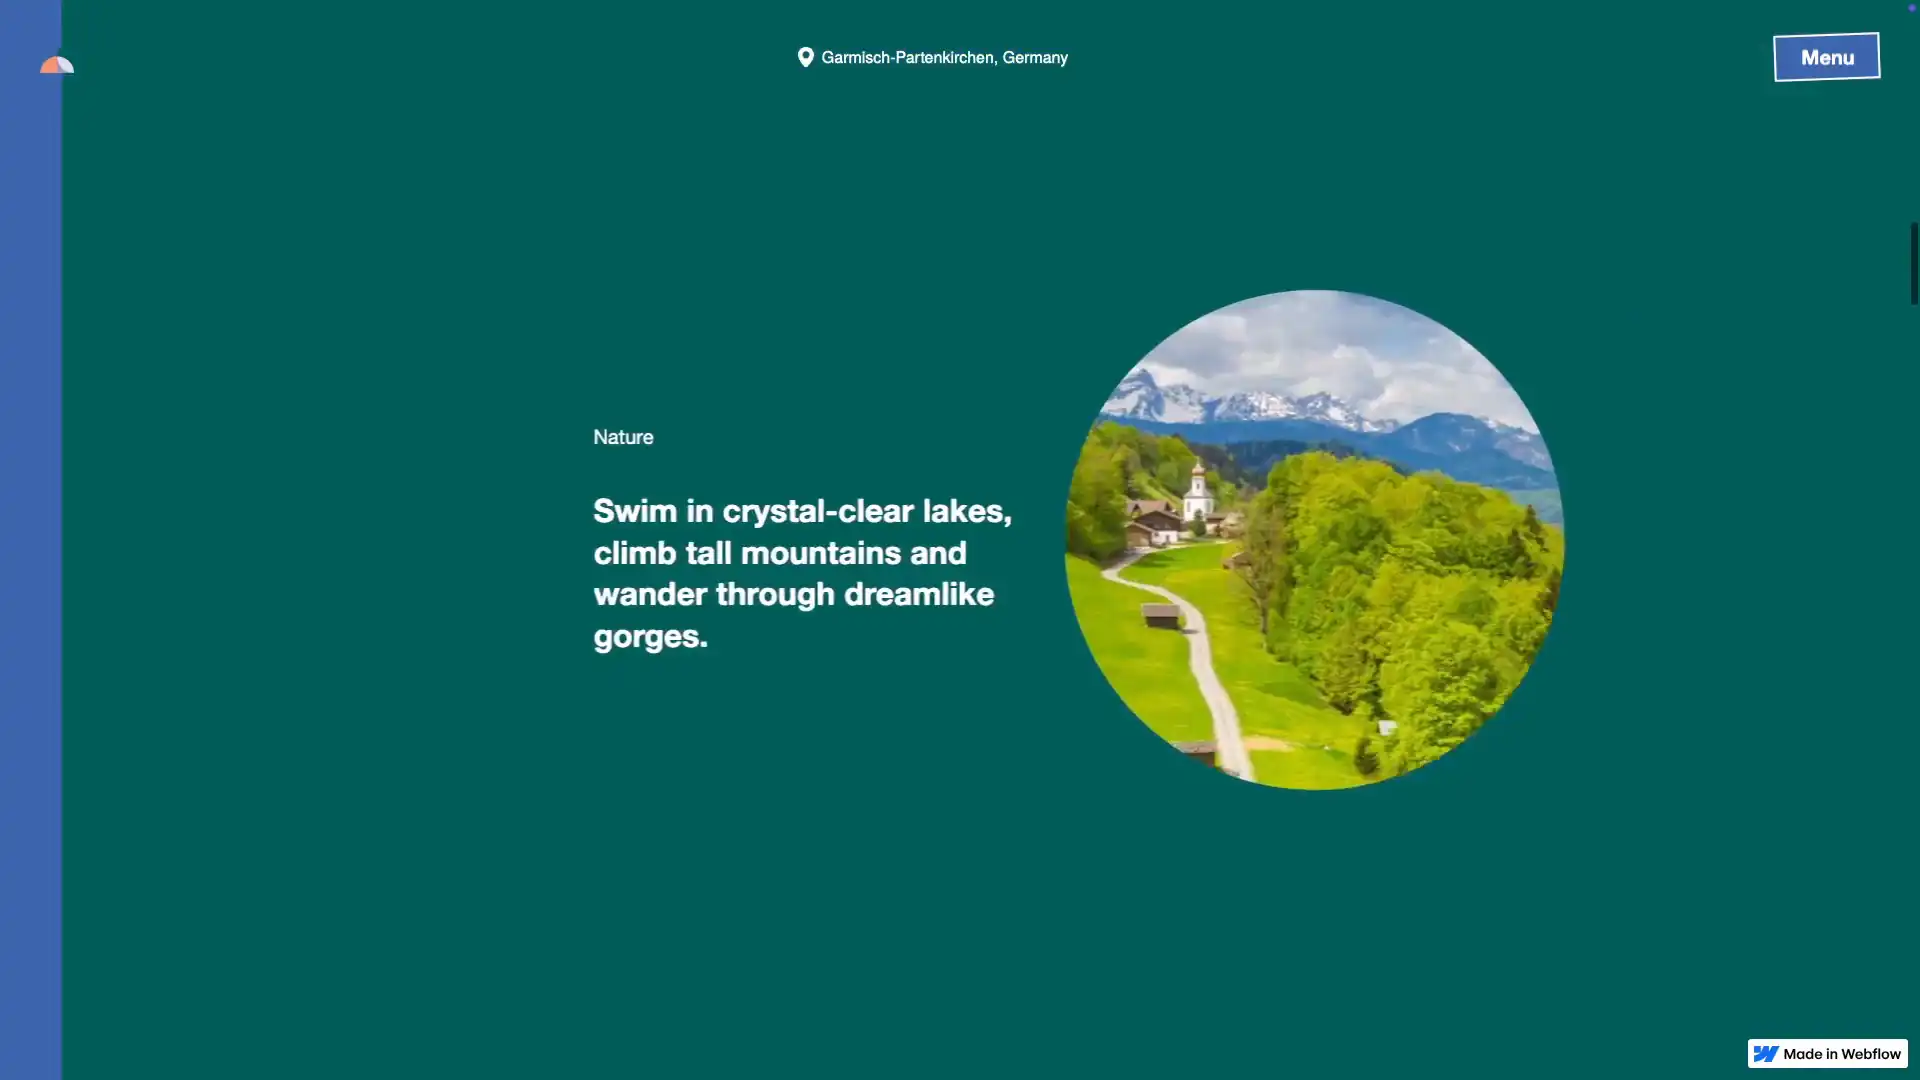 Garmisch-Partenkirchen, Germany
Menu
Nature
Swim in crystal-clear lakes,
climb tall mountains and
wander through dreamlike
gorges.
Made in Webflow